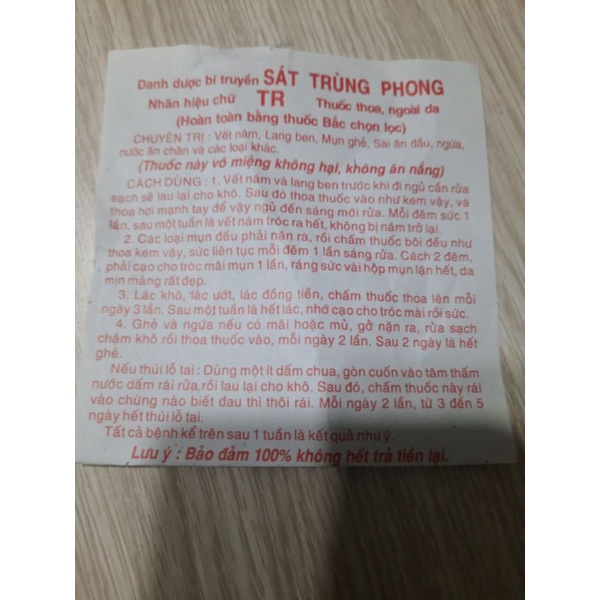 Danh dược bí truyền SÁT TRÙNG PHONG
Nhãn hiệu chữ TR Thuốc thoa, ngoài da
(Hoàn toàn bằng thuốc Bắc chọn lọc)
CHUYÊN TRỊ : Vết nám, Lang ben, Mụn ghẻ, Sài ăn đầu, ngứa,
nước ăn chân và các loại khác.
(Thuốc này vô miệng không hại, không ăn nắng)
CÁCH DÙNG : 1. Vết nám và lang ben trước khi đi ngủ cần rửa
sạch sẽ lau lại cho khô. Sau đó thoa thuốc vào như kem vậy, và
thoa hơi mạnh tay để vậy ngủ đến sáng mới rửa. Mỗi đêm sức 1
lần, sau một tuần là vết nám tróc ra hết, không bị nám trở lại.
2. Các loại mụn đều phải nặn ra, rồi chấm thuốc bôi đều như
thoa kem vậy, sức liên tục mỗi đêm 1 lần sáng rửa. Cách 2 đêm,
phải cạo cho tróc mài mụn 1 lần, ráng sức vài hộp mụn lặn hết, da
mịn màng rất đẹp.
3. Lác khô, lác ướt, lác đồng tiền, chấm thuốc thoa lên mỗi
ngày 3 lần. Sau một tuần là hết lác, nhớ cạo cho tróc mài rồi sức.
4. Ghẻ và ngứa nếu có mài hoặc mủ, gở nặn ra, rửa sạch
chậm khô rồi thoa thuốc vào, mỗi ngày 2 lần. Sau 2 ngày là hết
ghẻ.
Nếu thúi lỗ tai : Dùng một ít dấm chua, gòn cuốn vào tăm thấm
nước dấm rái rửa,rồi lau lại cho khô. Sau đó, chấm thuốc này rái
vào chừng nào biết đau thì thôi rái. Mỗi ngày 2 lần, từ 3 đến 5
ngày hết thúi lỗ tai.
Tất cả bệnh kể trên sau 1 tuần là kết quả như ý.
Lưu ý : Bảo đảm 100% không hết trả tiền lại.